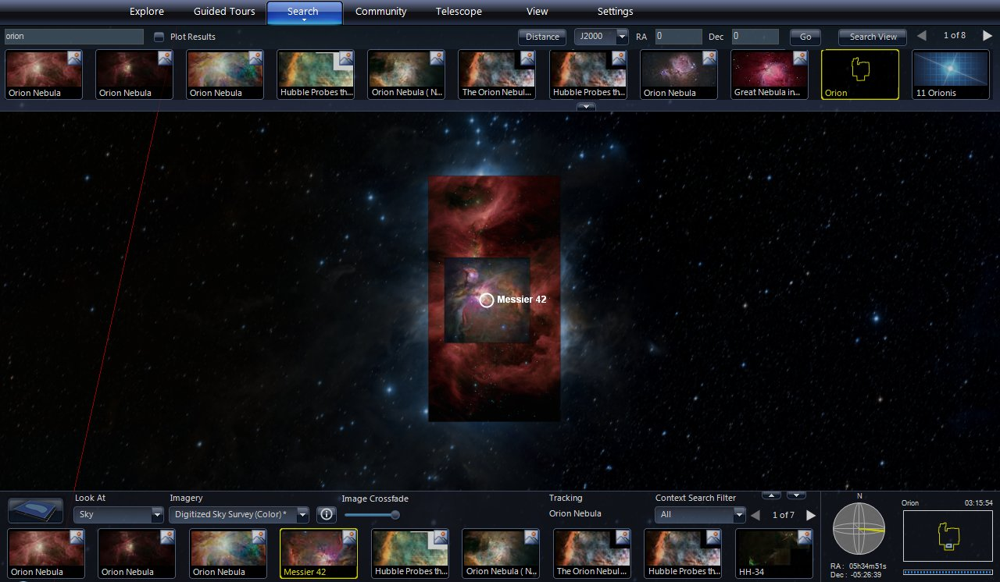 Explore Guided Tours Search Community Telescope View Settings
orion Plot Results Distance J2000 RA 0 Dec 0 Go Search View 1 of 8
Orion Nebula Orion Nebula Orion Nebula Hubble Probes th... Orion Nebula ( N... The Orion Nebul... Hubble Probes th... Orion Nebula Great Nebula in... Orion 11 Orionis
Messier 42
Look At Imagery Image Crossfade Tracking Context Search Filter N Orion 03:15:54
Sky Digitized Sky Survey (Color) * Orion Nebula All 1 of 7
Orion Nebula Orion Nebula Orion Nebula Messier 42 Hubble Probes th... Orion Nebula ( N... The Orion Nebul... Hubble Probes th... HH-34
RA : 05h34m51s
Dec : -05:26:39